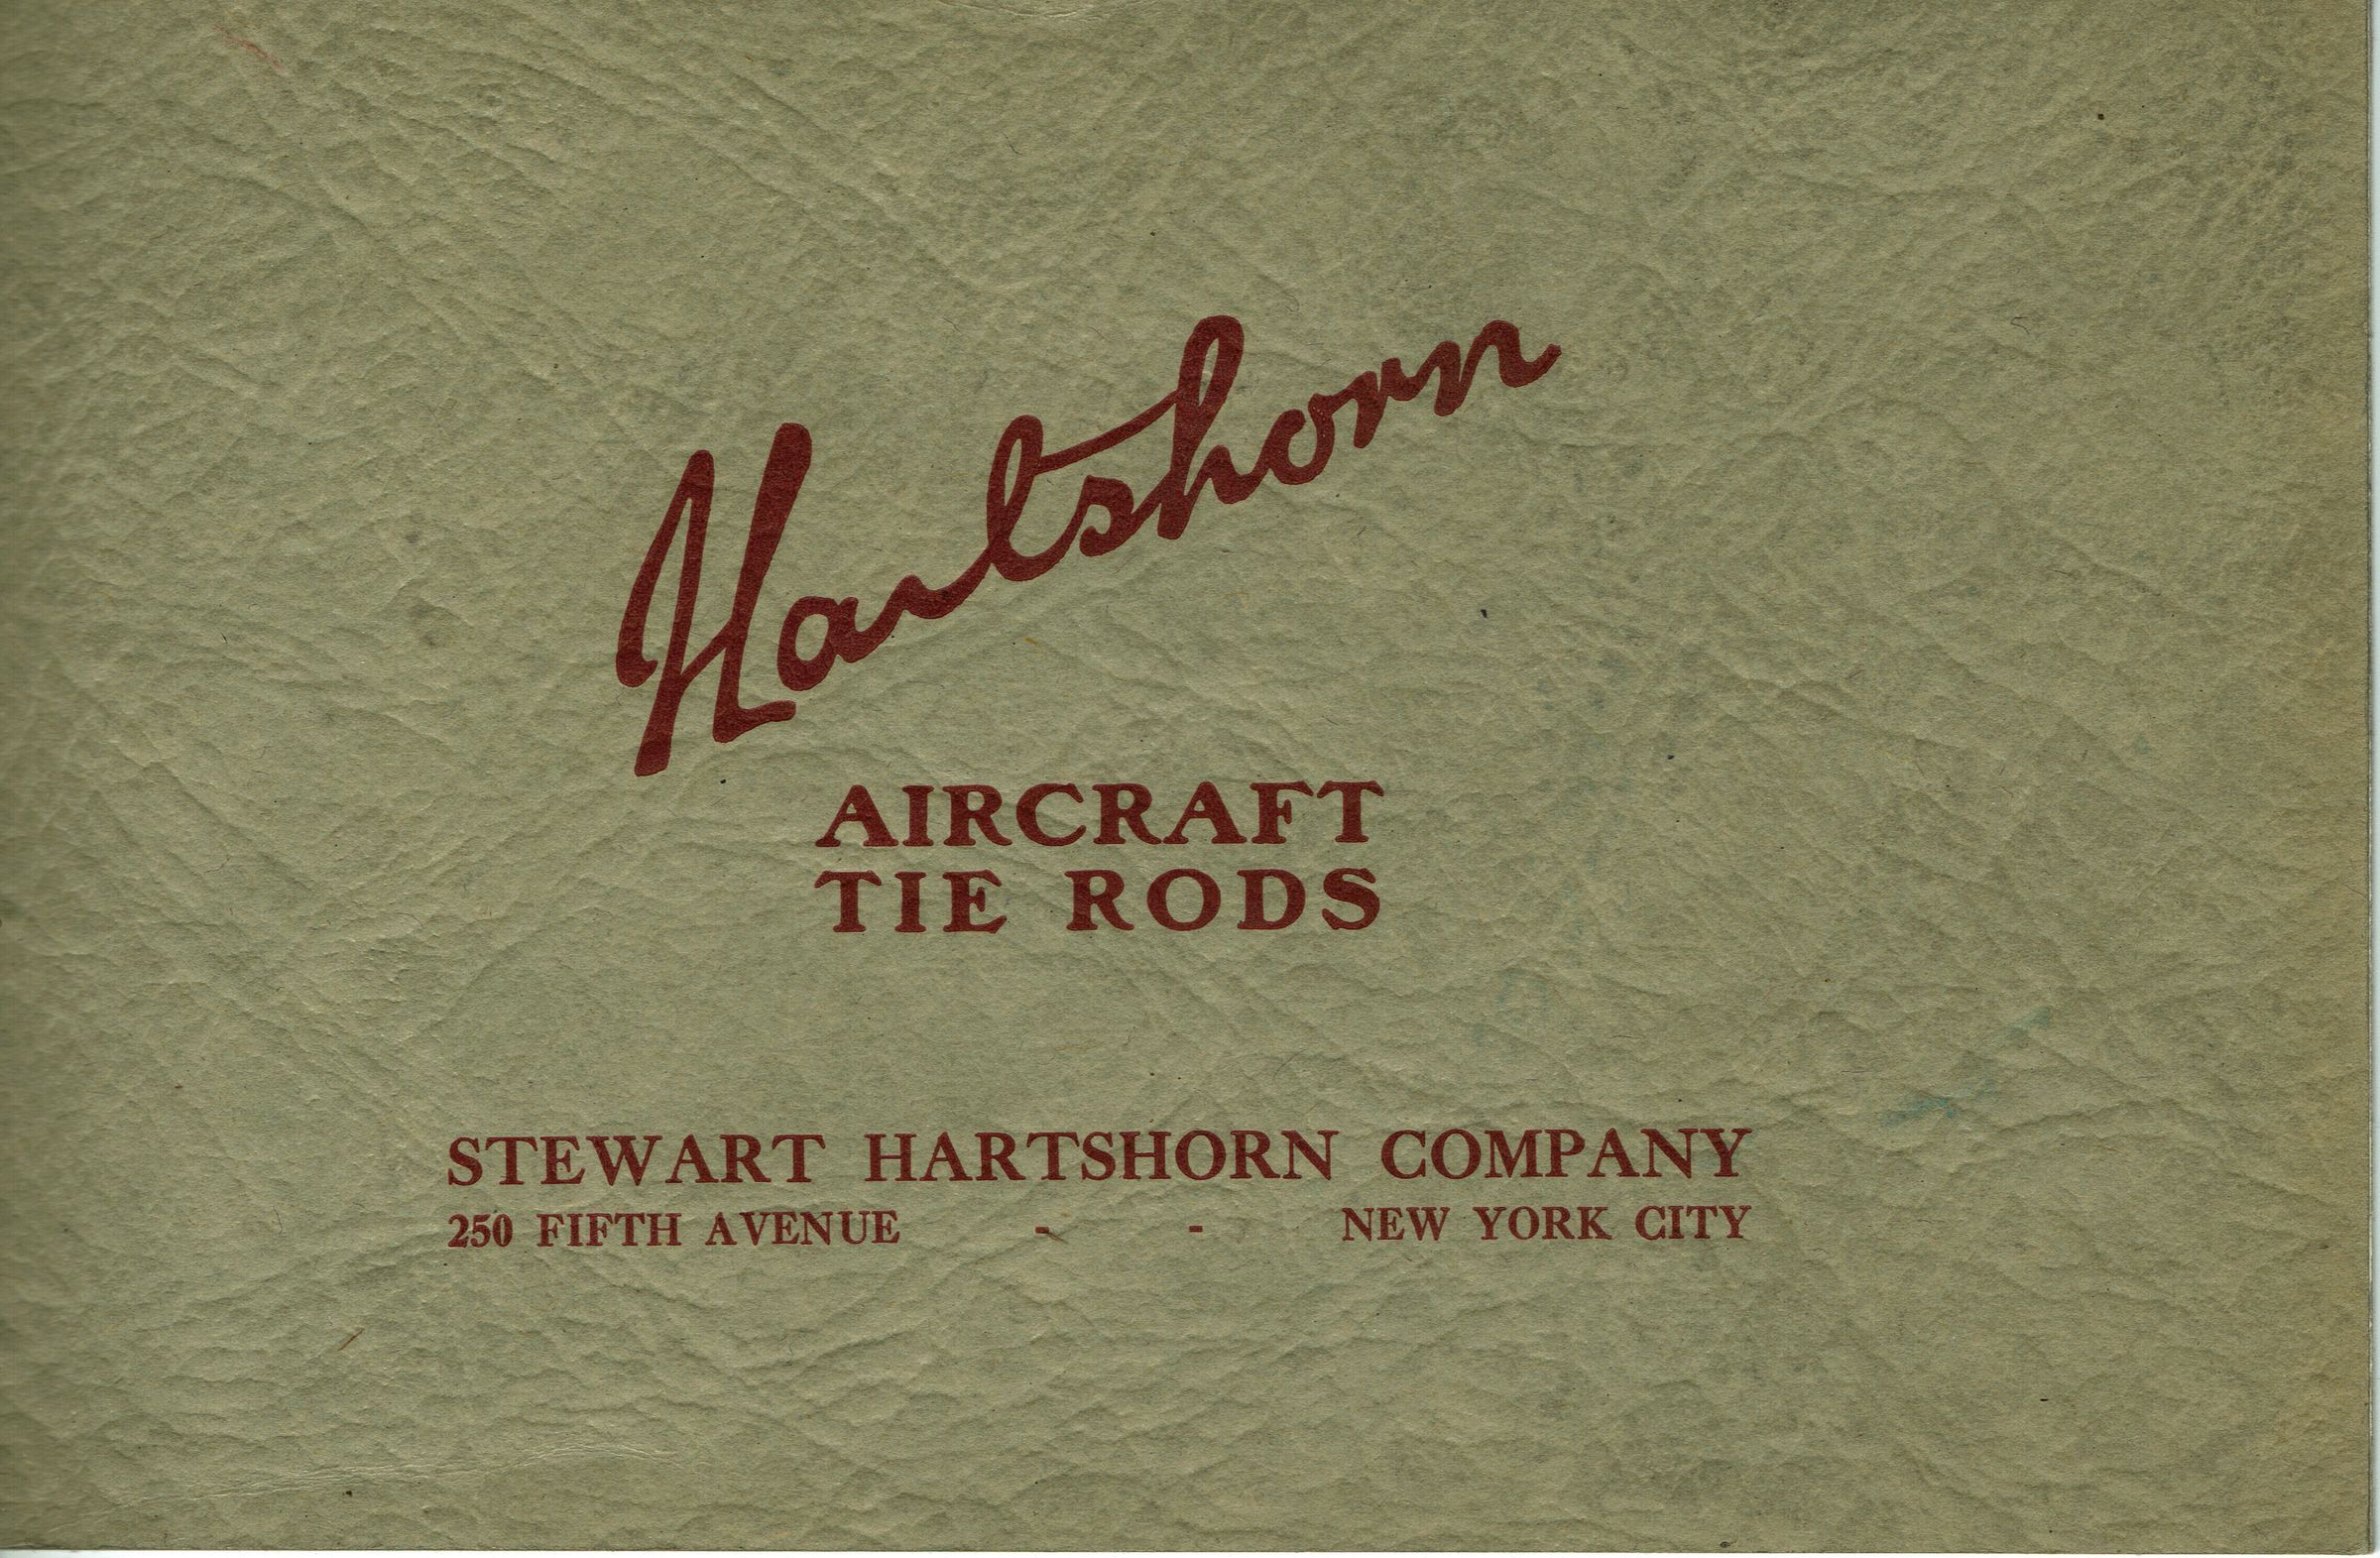 Hartshorn
AIRCRAFT
TIE RODS
STEWART HARTSHORN COMPANY
250 FIFTH AVENUE - - NEW YORK CITY